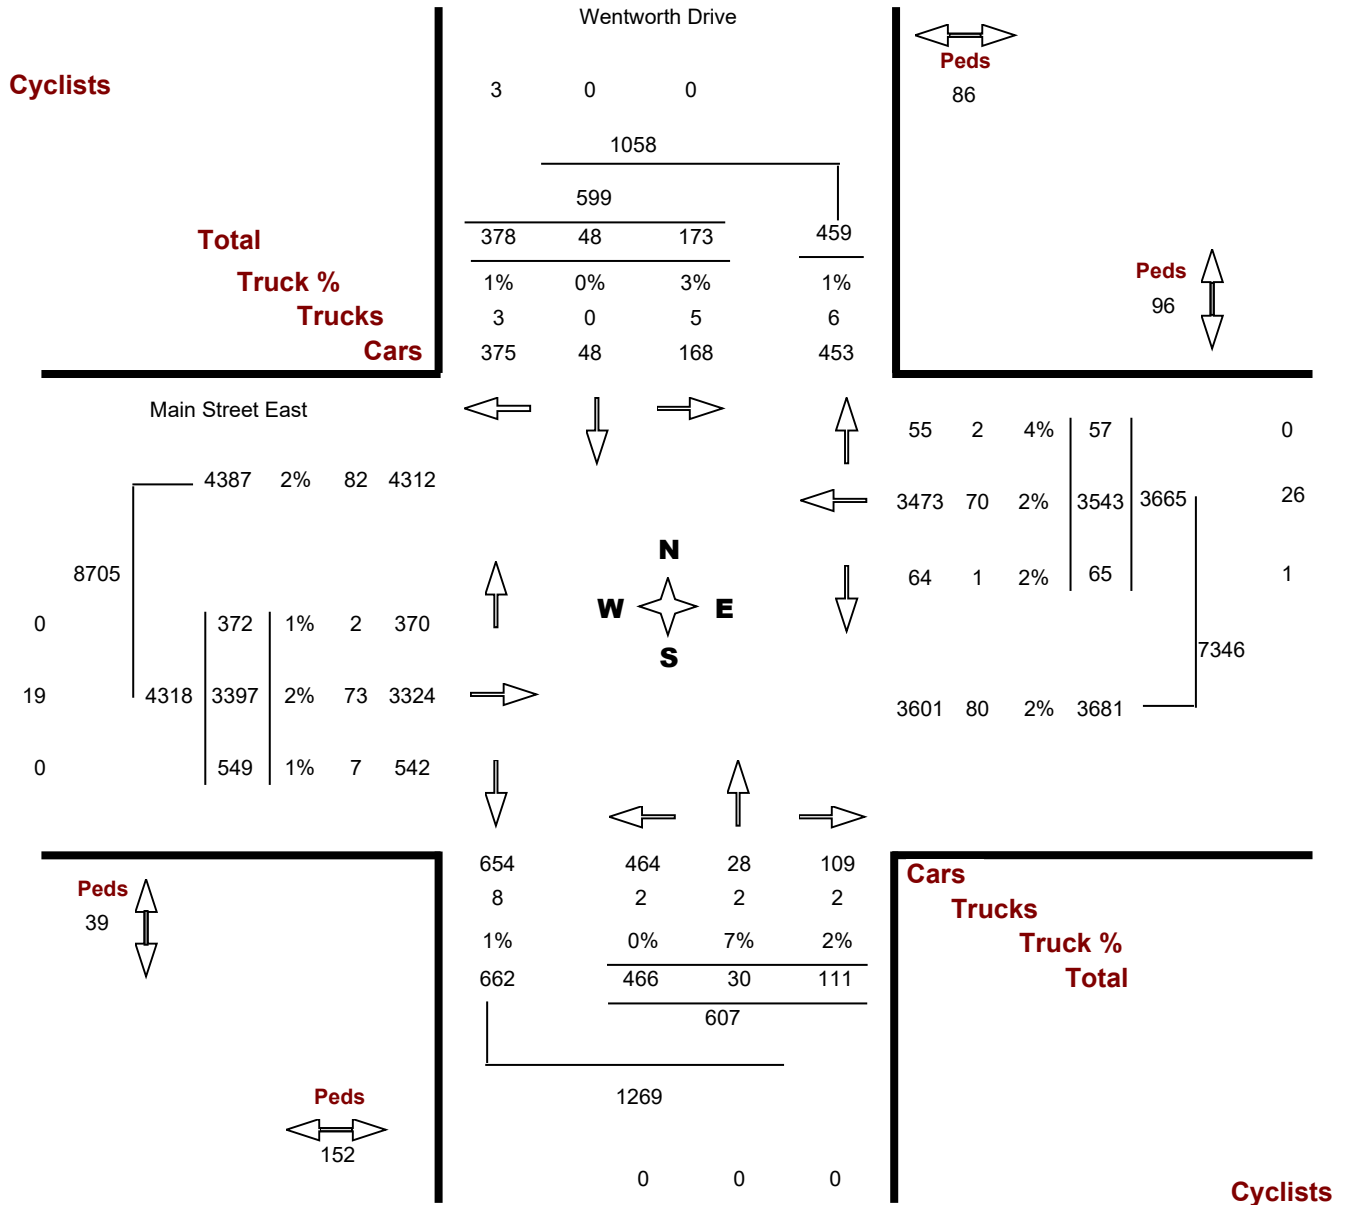 Wentworth Drive
Peds
86
Cyclists
3 0 0
1058
599
Total 378 48 173 459
Peds
96
Truck % 1% 0% 3% 1%
Trucks 3 0 5 6
Cars 375 48 168 453
Main Street East
55 2 4% 57 0
4387 2% 82 4312
3473 70 2% 3543 3665 26
N
8705
64 1 2% 65 1
W E
0 372 1% 2 370
S
7346
19 4318 3397 2% 73 3324
3601 80 2% 3681
0 549 1% 7 542
654 464 28 109
Cars
Peds
39
8 2 2 2
Trucks
1% 0% 7% 2%
Truck %
662 466 30 111
Total
607
1269
Peds
152
0 0 0
Cyclists